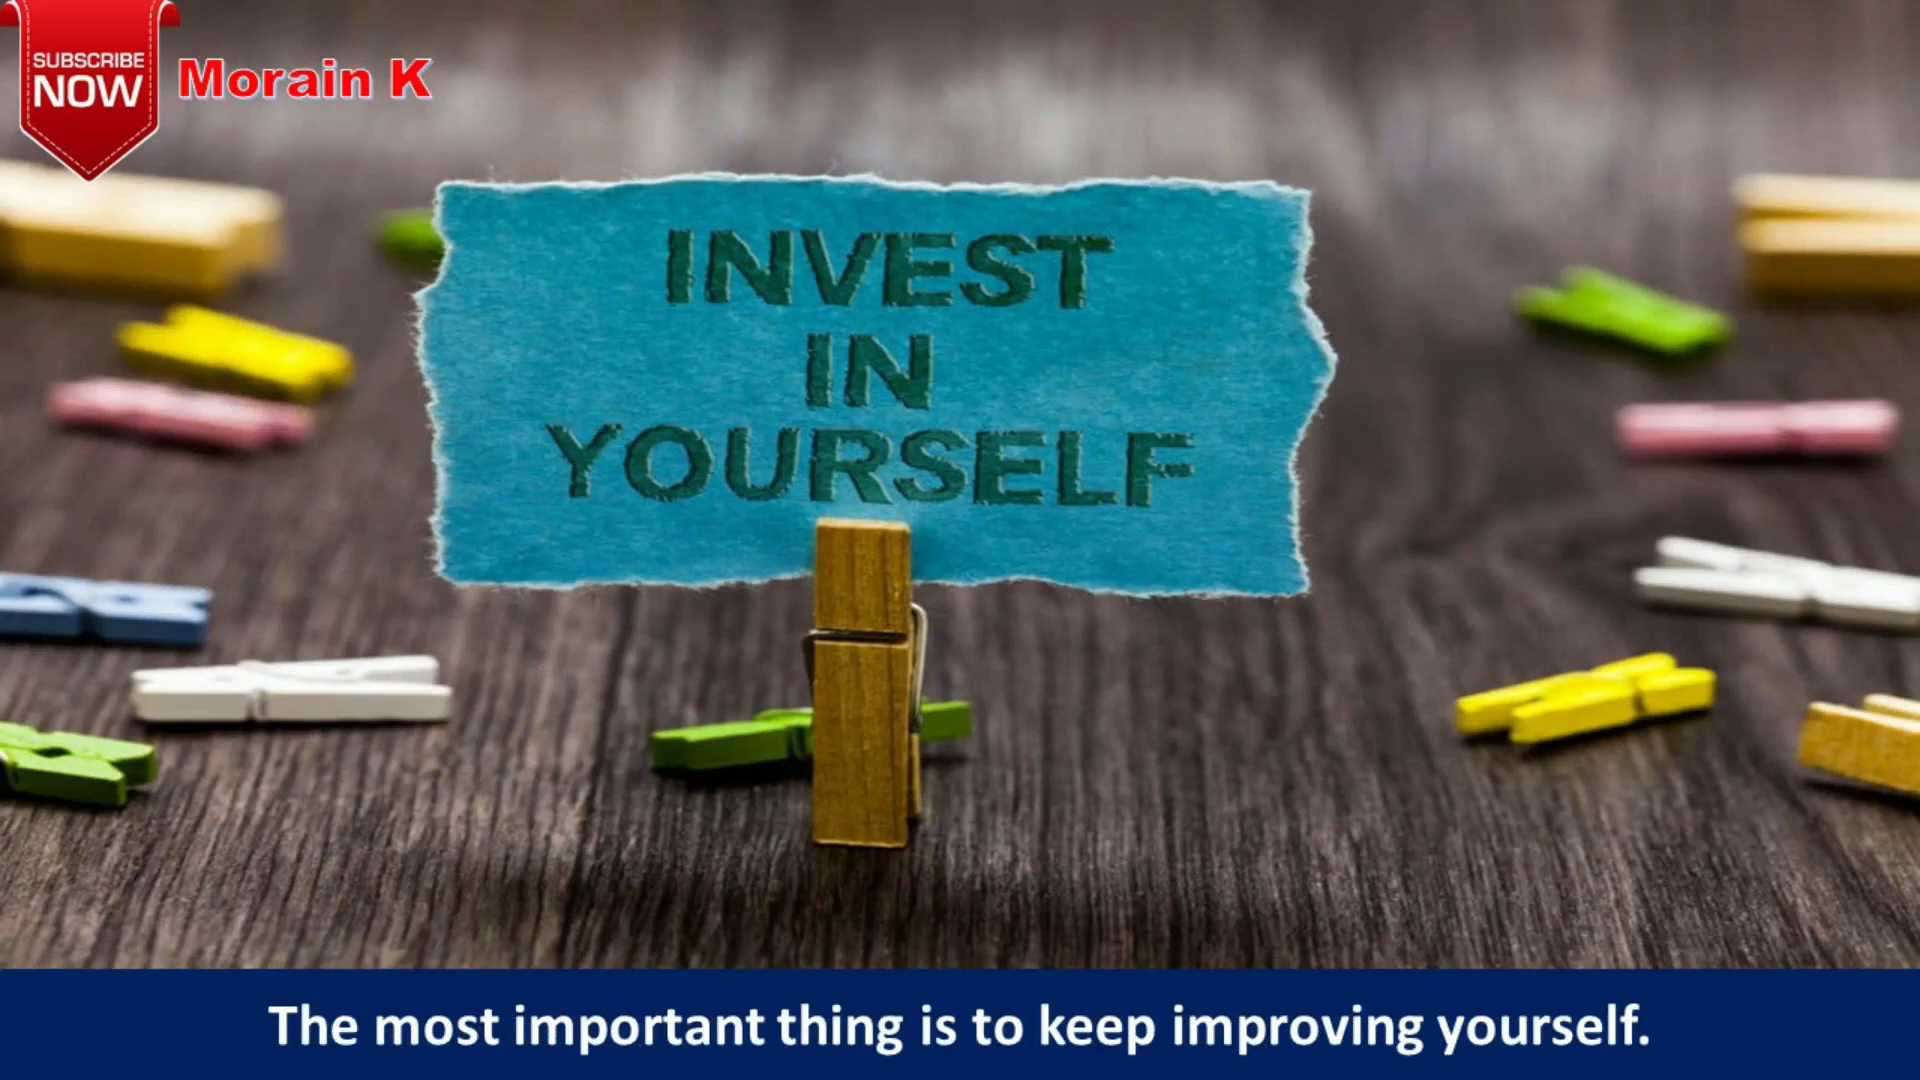 SUBSCRIBE
NOW
Morain K
INVEST
IN
YOURSELF
The most important thing is to keep improving yourself.